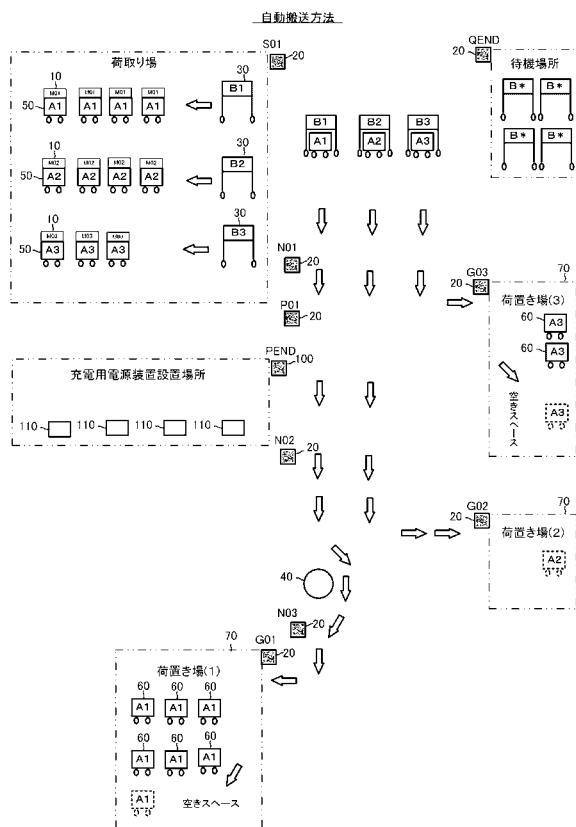 自動搬送方法
S01
20
荷取り場
10
M01 M01 M01 M01
50
A1 A1 A1 A1
30
B1
10
M02 M02 M02 M02
50
A2 A2 A2 A2
30
B2
10
M03
50
A3 A3 A3
30
B3
B1 B2 B3
A1 A2 A3
QEND
20
待機場所
B* B*
B* B*
N01
20
P01
20
G03
20
70
荷置き場(3)
60
A3
60
A3
空きスペース
A3
PEND
100
充電用電源装置設置場所
110 110 110 110
N02
20
G02
20
70
荷置き場(2)
A2
40
N03
20
G01
20
70
荷置き場(1)
60 60 60
A1 A1 A1
60 60 60
A1 A1 A1
A1
空きスペース